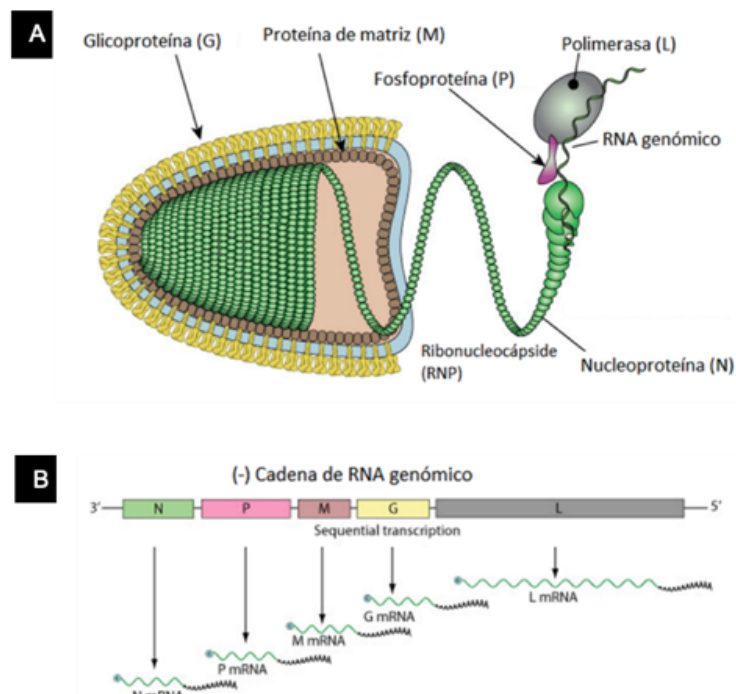 A
Glicoproteína (G)
Proteína de matriz (M)
Polimerasa (L)
Fosfoproteína (P)
RNA genómico
Ribonucleocápside
(RNP)
Nucleoproteína (N)
B
(-) Cadena de RNA genómico
3' N P M G L 5'
Sequential transcription
L mRNA
G mRNA
M mRNA
P mRNA
N mRNA